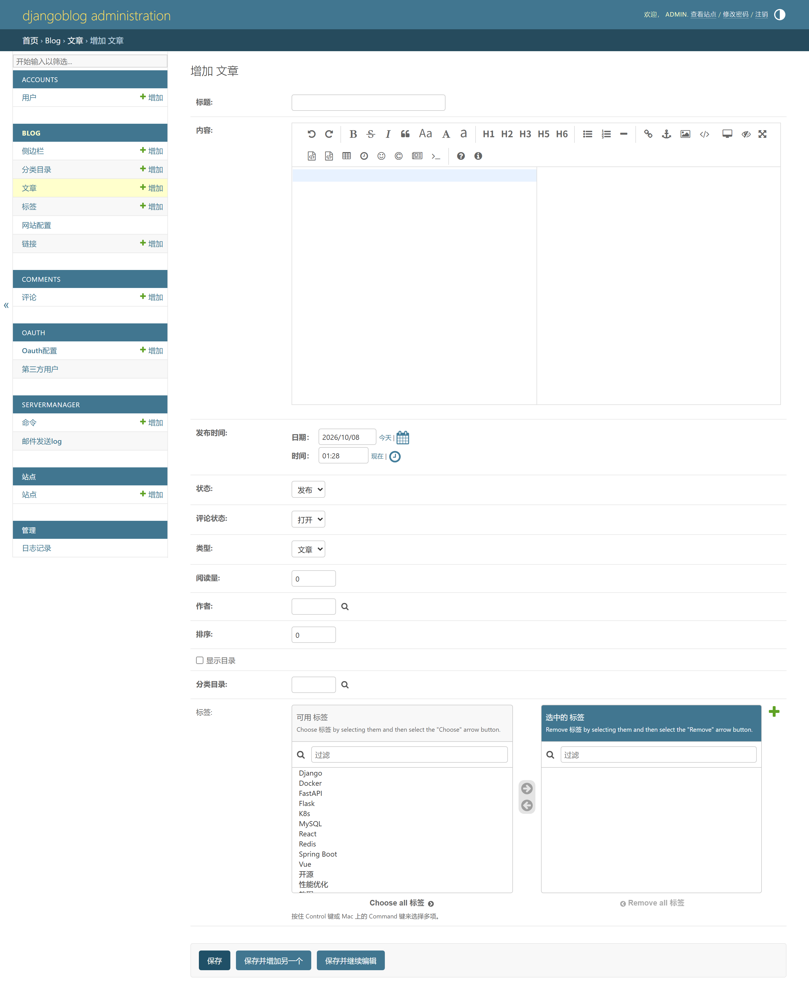 djangoblog administration
欢迎， ADMIN. 查看站点 / 修改密码 / 注销
首页 › Blog › 文章 › 增加 文章
开始输入以筛选...
ACCOUNTS
用户 增加
BLOG
侧边栏 增加
分类目录 增加
文章 增加
标签 增加
网站配置
链接 增加
COMMENTS
评论 增加
«
OAUTH
Oauth配置 增加
第三方用户
SERVERMANAGER
命令 增加
邮件发送log
站点
站点 增加
管理
日志记录
增加 文章
标题:
内容:
B S I Aa A a H1 H2 H3 H5 H6
发布时间:
日期： 2026/10/08 今天 |
时间： 01:28 现在 |
状态: 发布
评论状态: 打开
类型: 文章
阅读量: 0
作者:
排序: 0
显示目录
分类目录:
标签:
可用 标签
Choose 标签 by selecting them and then select the "Choose" arrow button.
过滤
Django
Docker
FastAPI
Flask
K8s
MySQL
React
Redis
Spring Boot
Vue
开源
性能优化
Choose all 标签
选中的 标签
Remove 标签 by selecting them and then select the "Remove" arrow button.
过滤
Remove all 标签
按住 Control 键或 Mac 上的 Command 键来选择多项。
保存 保存并增加另一个 保存并继续编辑